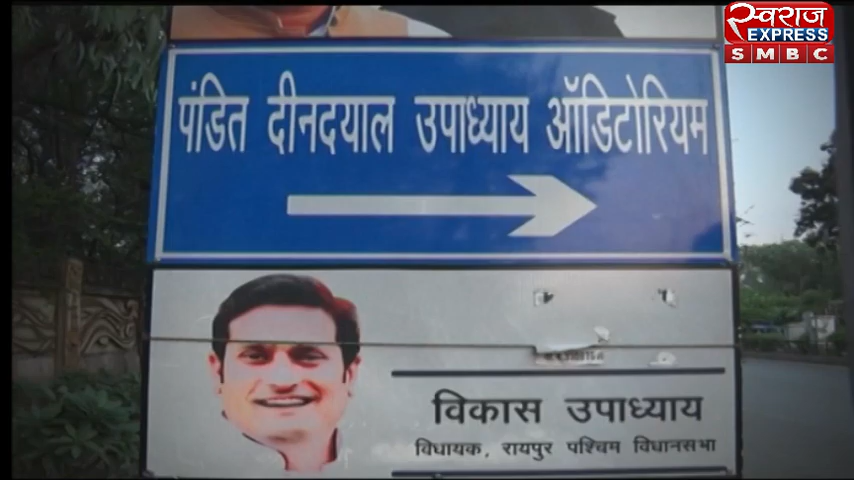 स्वराज
EXPRESS
SMBC
पंडित दीनदयाल उपाध्याय ऑडिटोरियम
विकास उपाध्याय
विधायक, रायपुर पश्चिम विधानसभा